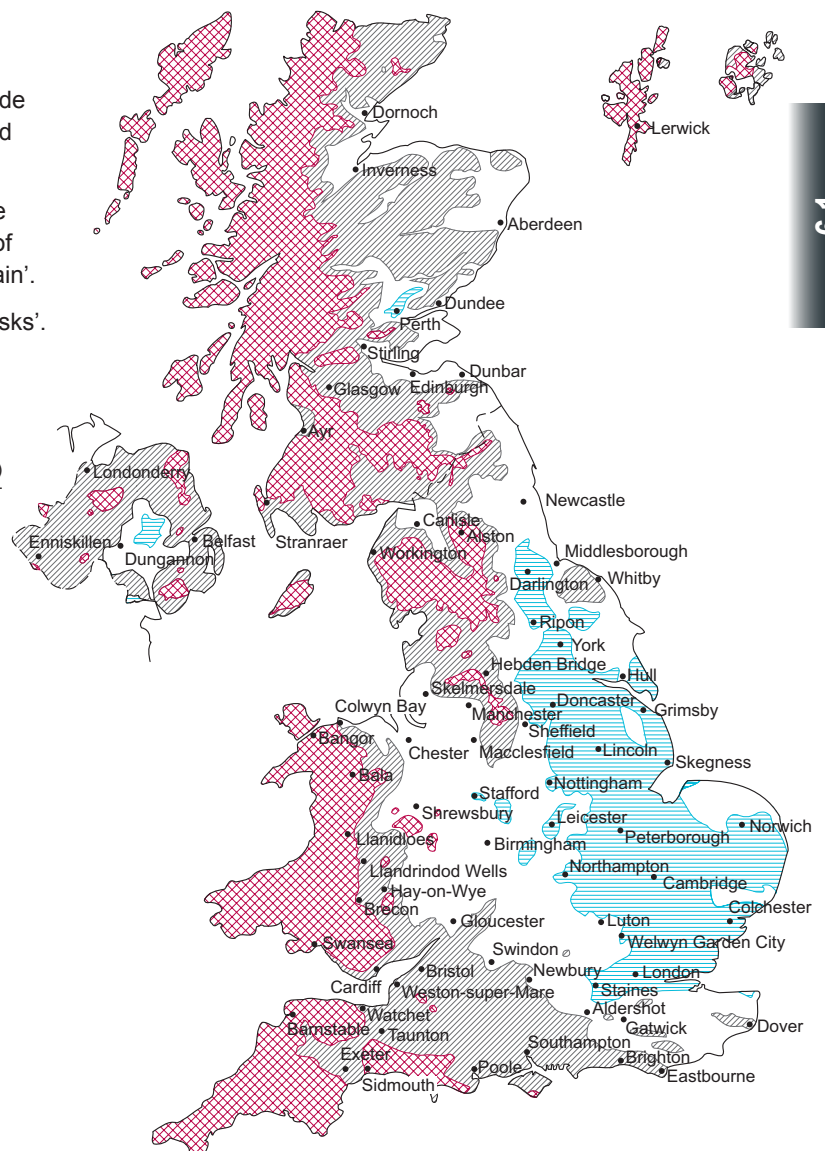 de
d
e
of
ain’.
sks’.
Dornoch
Lerwick
Inverness
Aberdeen
Dundee
Perth
Stirling
Dunbar
Edinburgh
Glasgow
Ayr
Londonderry
Newcastle
Carlisle
Alston
Stranraer
Enniskillen
Belfast
Dungannon
Workington
Middlesborough
Darlington
Whitby
Ripon
York
Hebden Bridge
Hull
Skelmersdale
Doncaster
Colwyn Bay
Manchester
Grimsby
Sheffield
Bangor
Chester
Macclesfield
Lincoln
Skegness
Bala
Nottingham
Stafford
Shrewsbury
Leicester
Norwich
Peterborough
Llanidloes
Birmingham
Llandrindod Wells
Northampton
Cambridge
Hay-on-Wye
Brecon
Colchester
Gloucester
Luton
Welwyn Garden City
Swansea
Swindon
Bristol
London
Cardiff
Newbury
Staines
Weston-super-Mare
Watchet
Aldershot
Barnstable
Gatwick
Dover
Taunton
Southampton
Exeter
Brighton
Poole
Eastbourne
Sidmouth